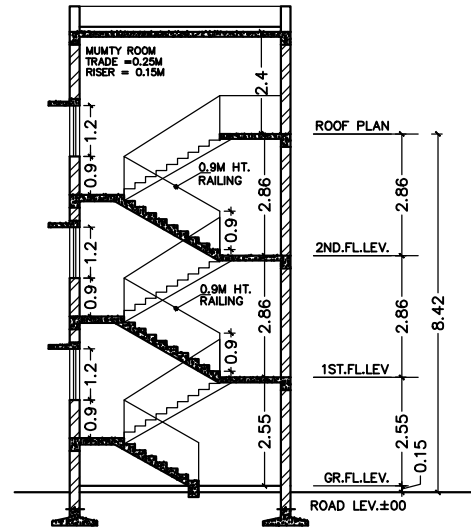 MUMTY ROOM
TRADE =0.25M
RISER = 0.15M
2.4
1.2
ROOF PLAN
0.9
0.9M HT.
RAILING
2.86
2.86
0.9
1.2
2ND.FL.LEV.
0.9
0.9M HT.
RAILING
2.86
2.86
8.42
0.9
1.2
1ST.FL.LEV
0.9
2.55
2.55
0.15
GR.FL.LEV.
ROAD LEV.±00